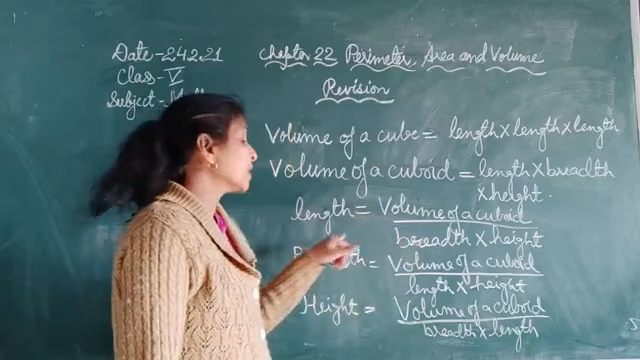 Date - 24.2.21
Class - V
Subject -
Chapter 22 Perimeter, Area and Volume
Revision
Volume of a cube = length X length X length
Volume of a cuboid = length X breadth
X height.
length = Volume of a cuboid
breadth X height
= Volume of a cuboid
length X height
Height = Volume of a cuboid
breadth X length